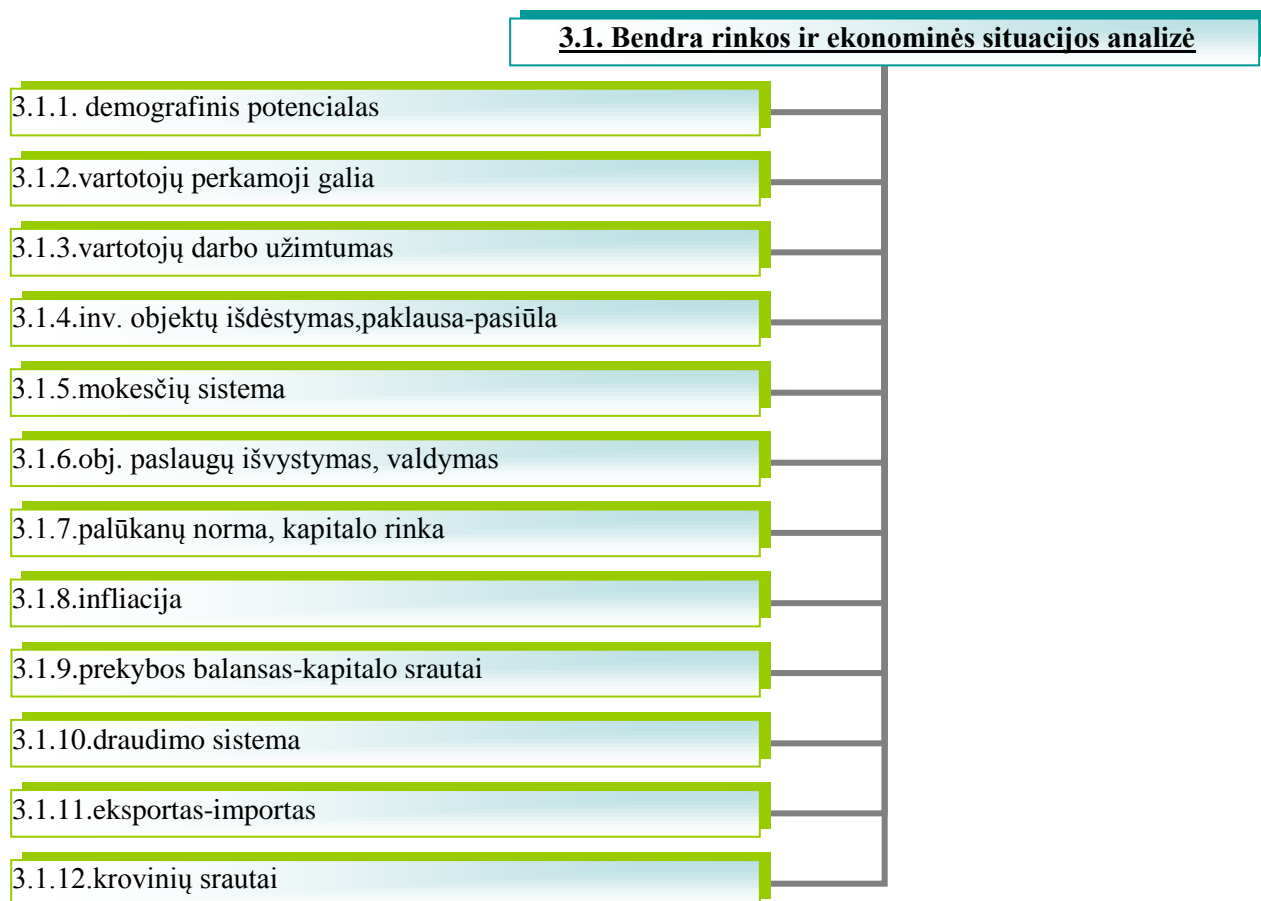 3.1. Bendra rinkos ir ekonominės situacijos analizė
3.1.1. demografinis potencialas
3.1.2.vartotojų perkamoji galia
3.1.3.vartotojų darbo užimtumas
3.1.4.inv. objektų išdėstymas,paklausa-pasiūla
3.1.5.mokesčių sistema
3.1.6.obj. paslaugų išvystymas, valdymas
3.1.7.palūkanų norma, kapitalo rinka
3.1.8.infliacija
3.1.9.prekybos balansas-kapitalo srautai
3.1.10.draudimo sistema
3.1.11.eksportas-importas
3.1.12.krovinių srautai